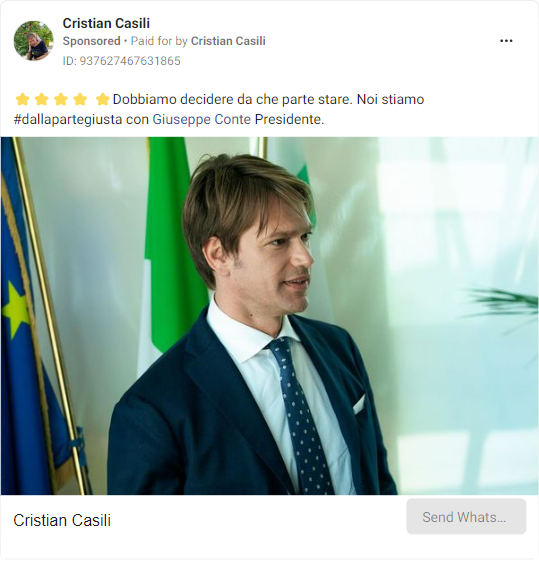 Cristian Casili
Sponsored • Paid for by Cristian Casili
ID: 937627467631865
⭐⭐⭐⭐ ⭐Dobbiamo decidere da che parte stare. Noi stiamo
#dallapartegiusta con Giuseppe Conte Presidente.
Cristian Casili
Send Whats...